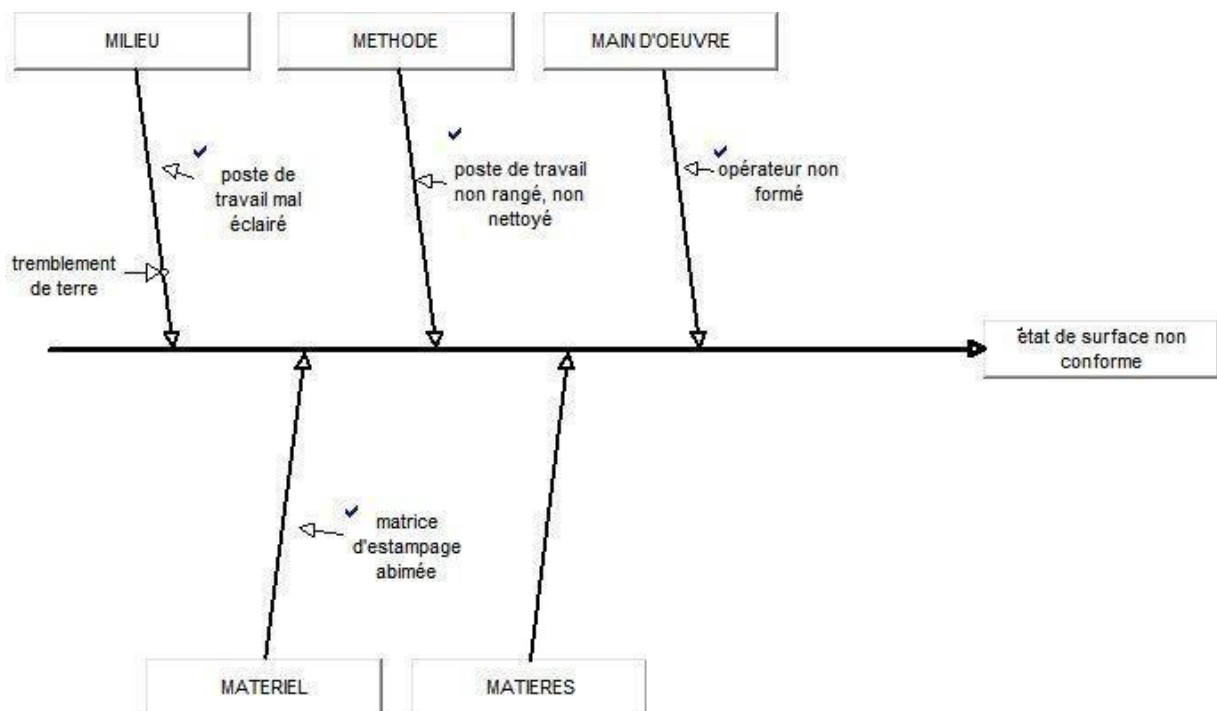 MILIEU
METHODE
MAIN D'OEUVRE
poste de
travail mal
éclairé
poste de travail
non rangé, non
nettoyé
opérateur non
formé
tremblement
de terre
état de surface non
conforme
matrice
d'estampage
abimée
MATERIEL
MATIERES